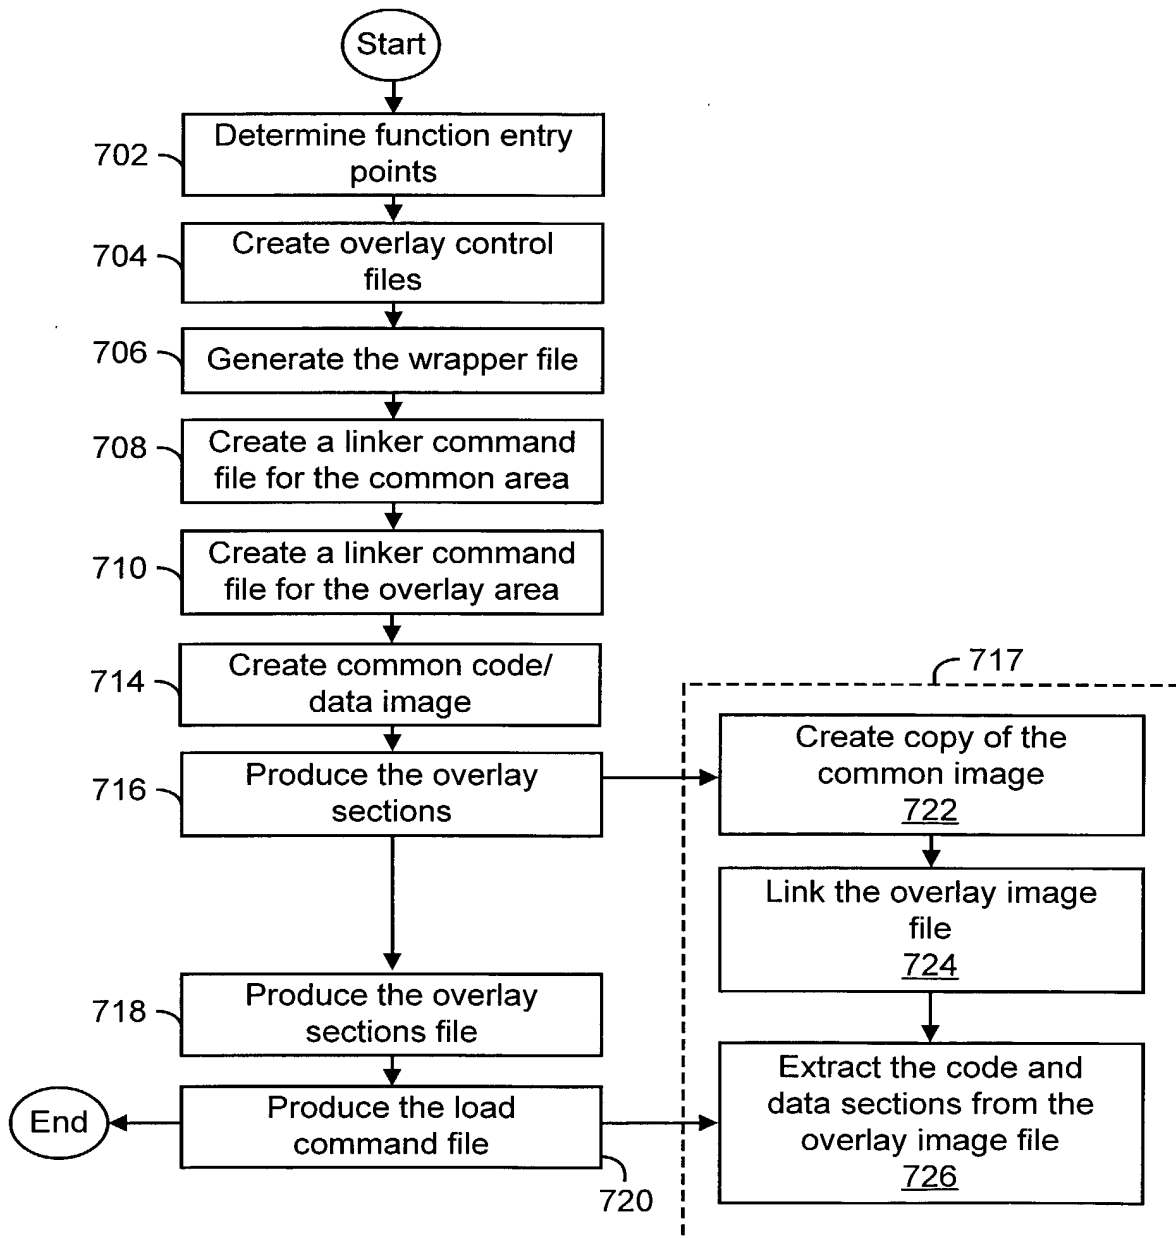 Start
702
Determine function entry
points
704
Create overlay control
files
706
Generate the wrapper file
708
Create a linker command
file for the common area
710
Create a linker command
file for the overlay area
714
Create common code/
data image
717
716
Produce the overlay
sections
Create copy of the
common image
722
Link the overlay image
file
724
718
Produce the overlay
sections file
End
Produce the load
command file
720
Extract the code and
data sections from the
overlay image file
726